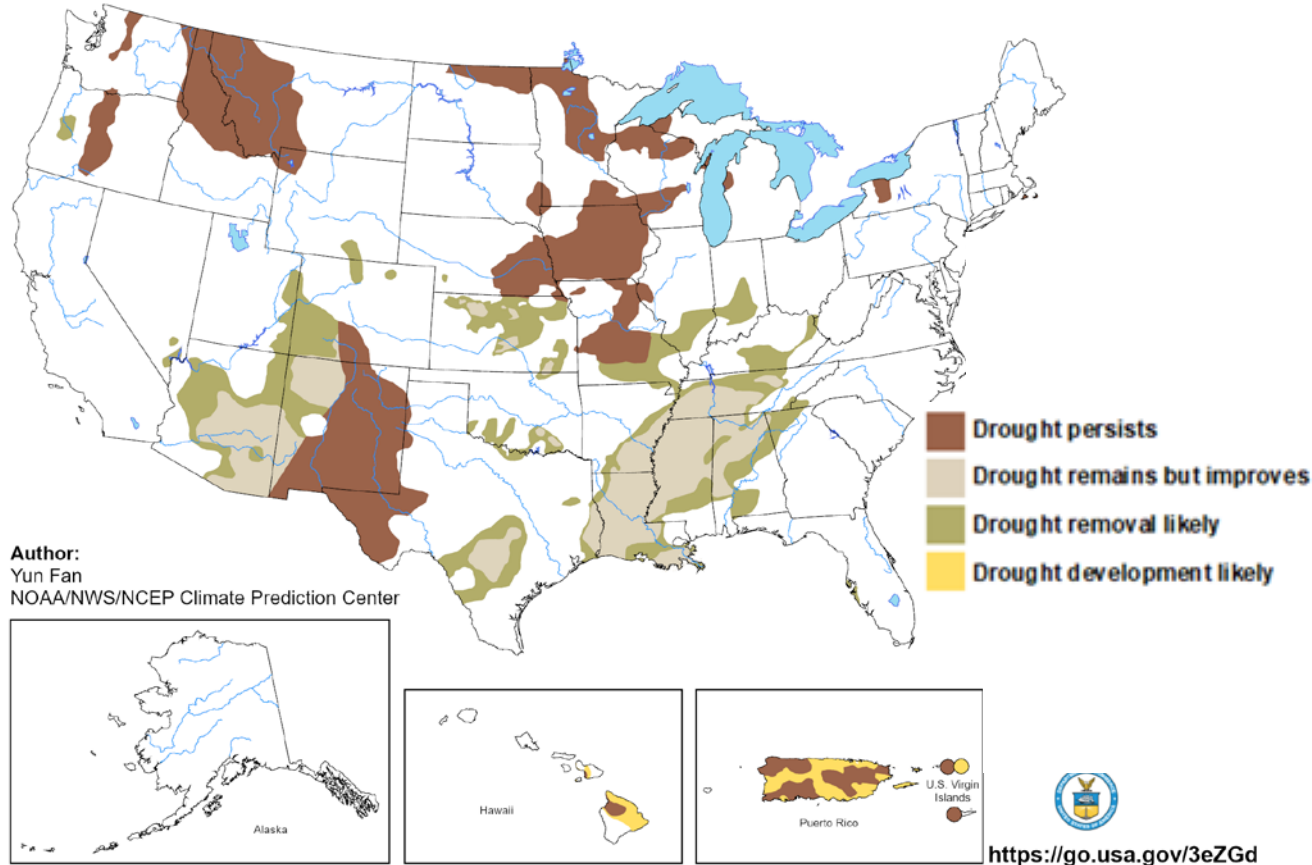 Drought persists
Drought remains but improves
Drought removal likely
Drought development likely
Author:
Yun Fan
NOAA/NWS/NCEP Climate Prediction Center
Alaska
Hawaii
Puerto Rico
U.S. Virgin
Islands
https://go.usa.gov/3eZGd